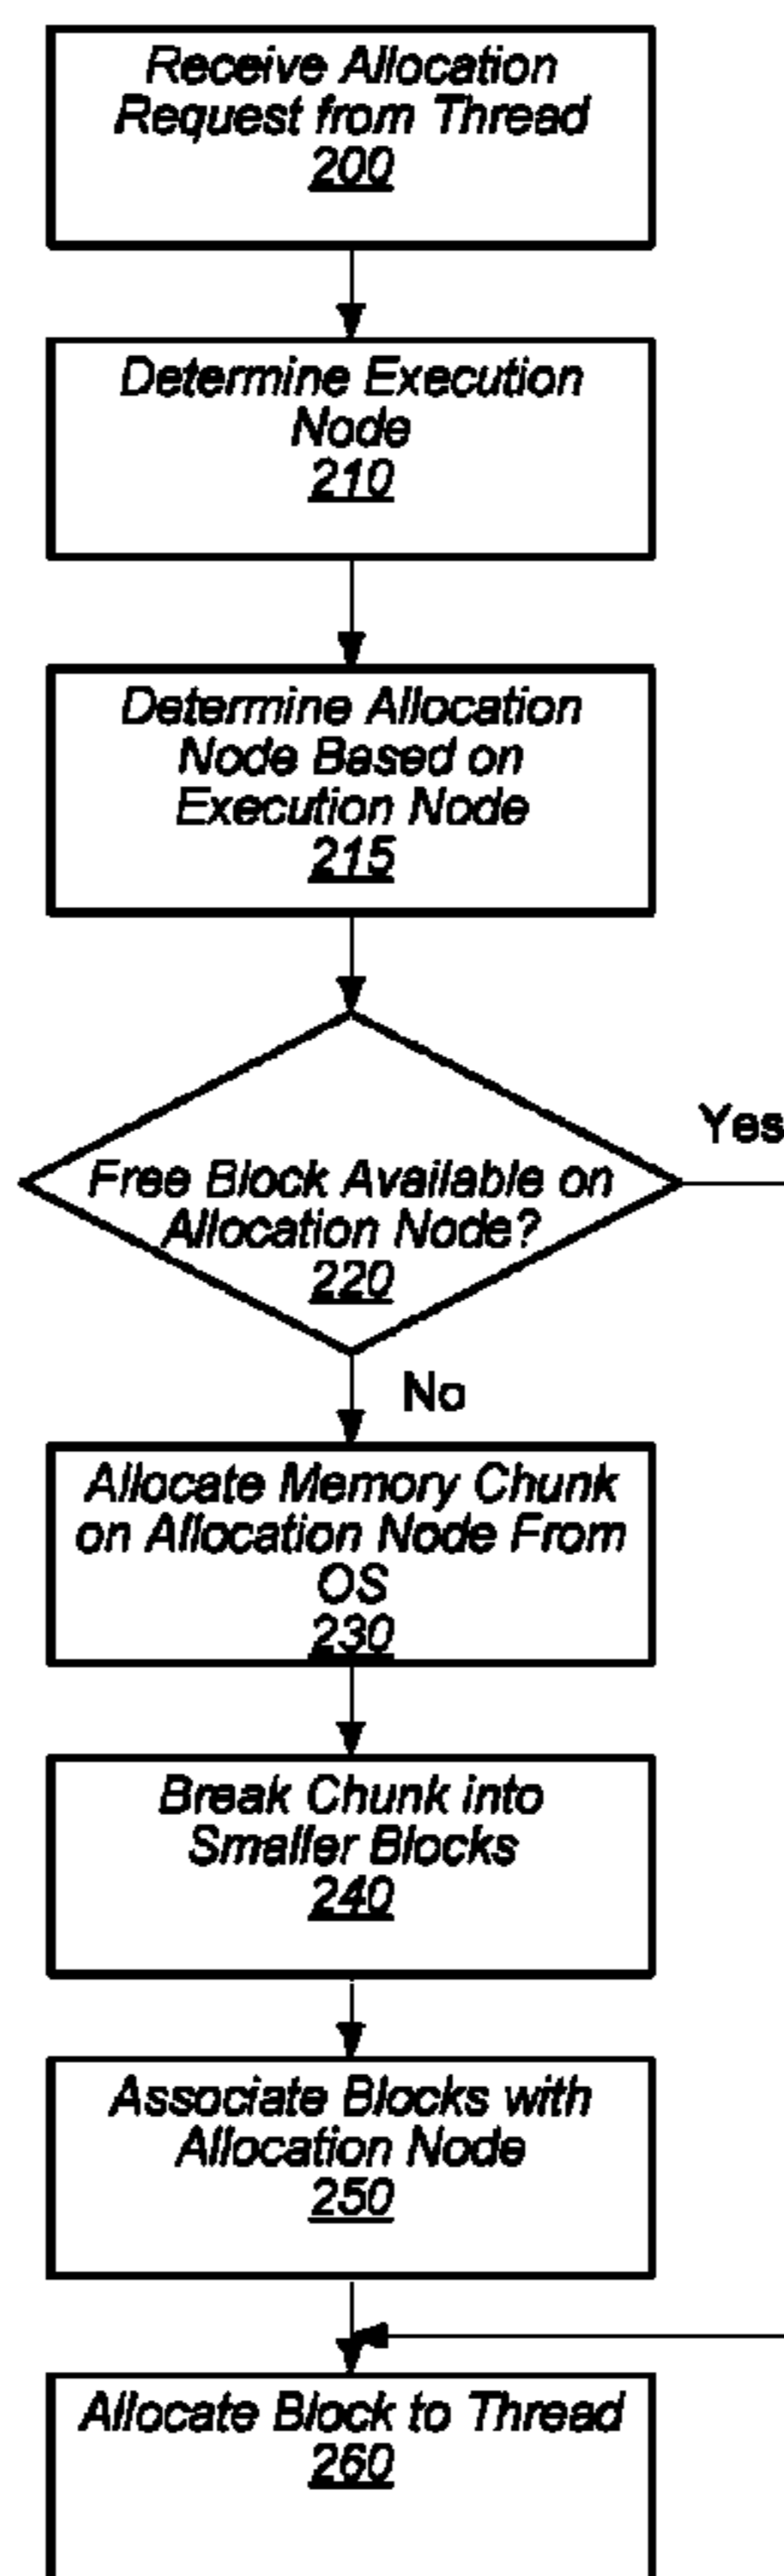 Receive Allocation
Request from Thread
200
Determine Execution
Node
210
Determine Allocation
Node Based on
Execution Node
215
Yes
Free Block Available on
Allocation Node?
220
No
Allocate Memory Chunk
on Allocation Node From
OS
230
Break Chunk into
Smaller Blocks
240
Associate Blocks with
Allocation Node
250
Allocate Block to Thread
260